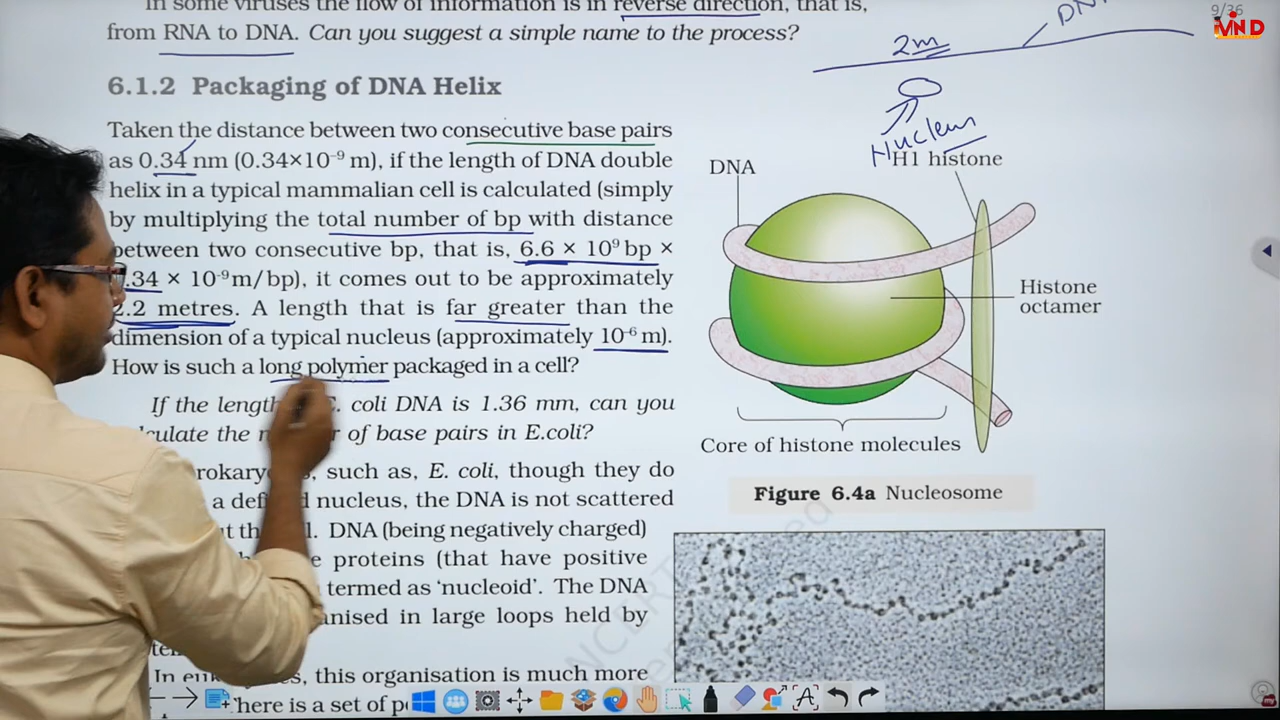 In some viruses the flow of information is in reverse direction, that is,
from RNA to DNA. Can you suggest a simple name to the process?
9/36
MIND
DNA
2m
Nucleus
6.1.2 Packaging of DNA Helix
Taken the distance between two consecutive base pairs
as 0.34 nm (0.34×10⁻⁹ m), if the length of DNA double
helix in a typical mammalian cell is calculated (simply
by multiplying the total number of bp with distance
between two consecutive bp, that is, 6.6 × 10⁹ bp ×
.34 × 10⁻⁹m/bp), it comes out to be approximately
2.2 metres. A length that is far greater than the
dimension of a typical nucleus (approximately 10⁻⁶ m).
How is such a long polymer packaged in a cell?
If the length E. coli DNA is 1.36 mm, can you
culate the of base pairs in E.coli?
rokaryo , such as, E. coli, though they do
a def d nucleus, the DNA is not scattered
DNA (being negatively charged)
proteins (that have positive
termed as ‘nucleoid’. The DNA
anised in large loops held by
In , this organisation is much more
here is a set of
DNA
H1 histone
Histone
octamer
Core of histone molecules
Figure 6.4a Nucleosome